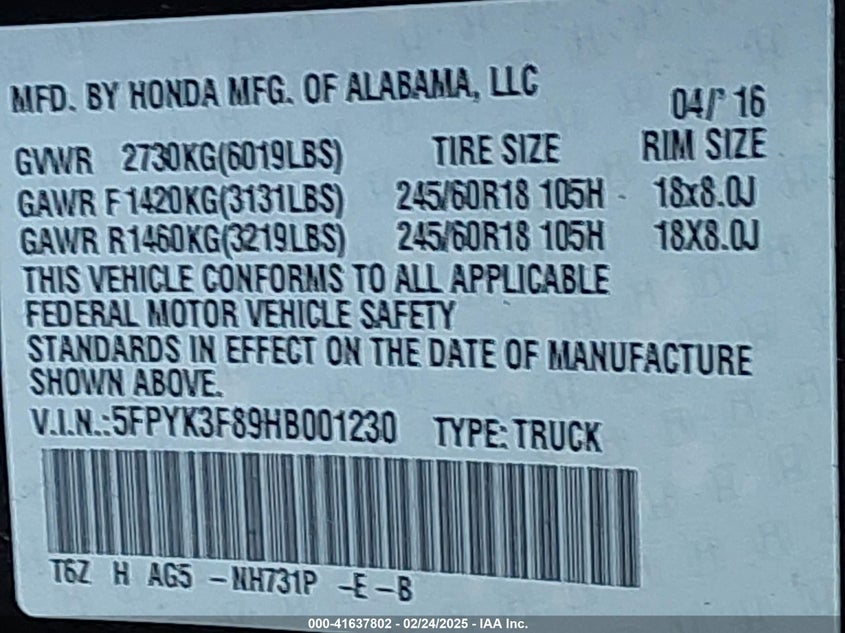 MFD. BY HONDA MFG. OF ALABAMA, LLC 04/ 16
GVWR 2730KG(6019LBS) TIRE SIZE RIM SIZE
GAWR F1420KG(3131LBS) 245/60R18 105H 18x8.0J
GAWR R1460KG(3219LBS) 245/60R18 105H 18X8.0J
THIS VEHICLE CONFORMS TO ALL APPLICABLE
FEDERAL MOTOR VEHICLE SAFETY
STANDARDS IN EFFECT ON THE DATE OF MANUFACTURE
SHOWN ABOVE.
V.I.N.:5FPYK3F89HB001230 TYPE: TRUCK
T6Z H AG5 -NH731P -E -B
000-41637802 - 02/24/2025 - IAA Inc.